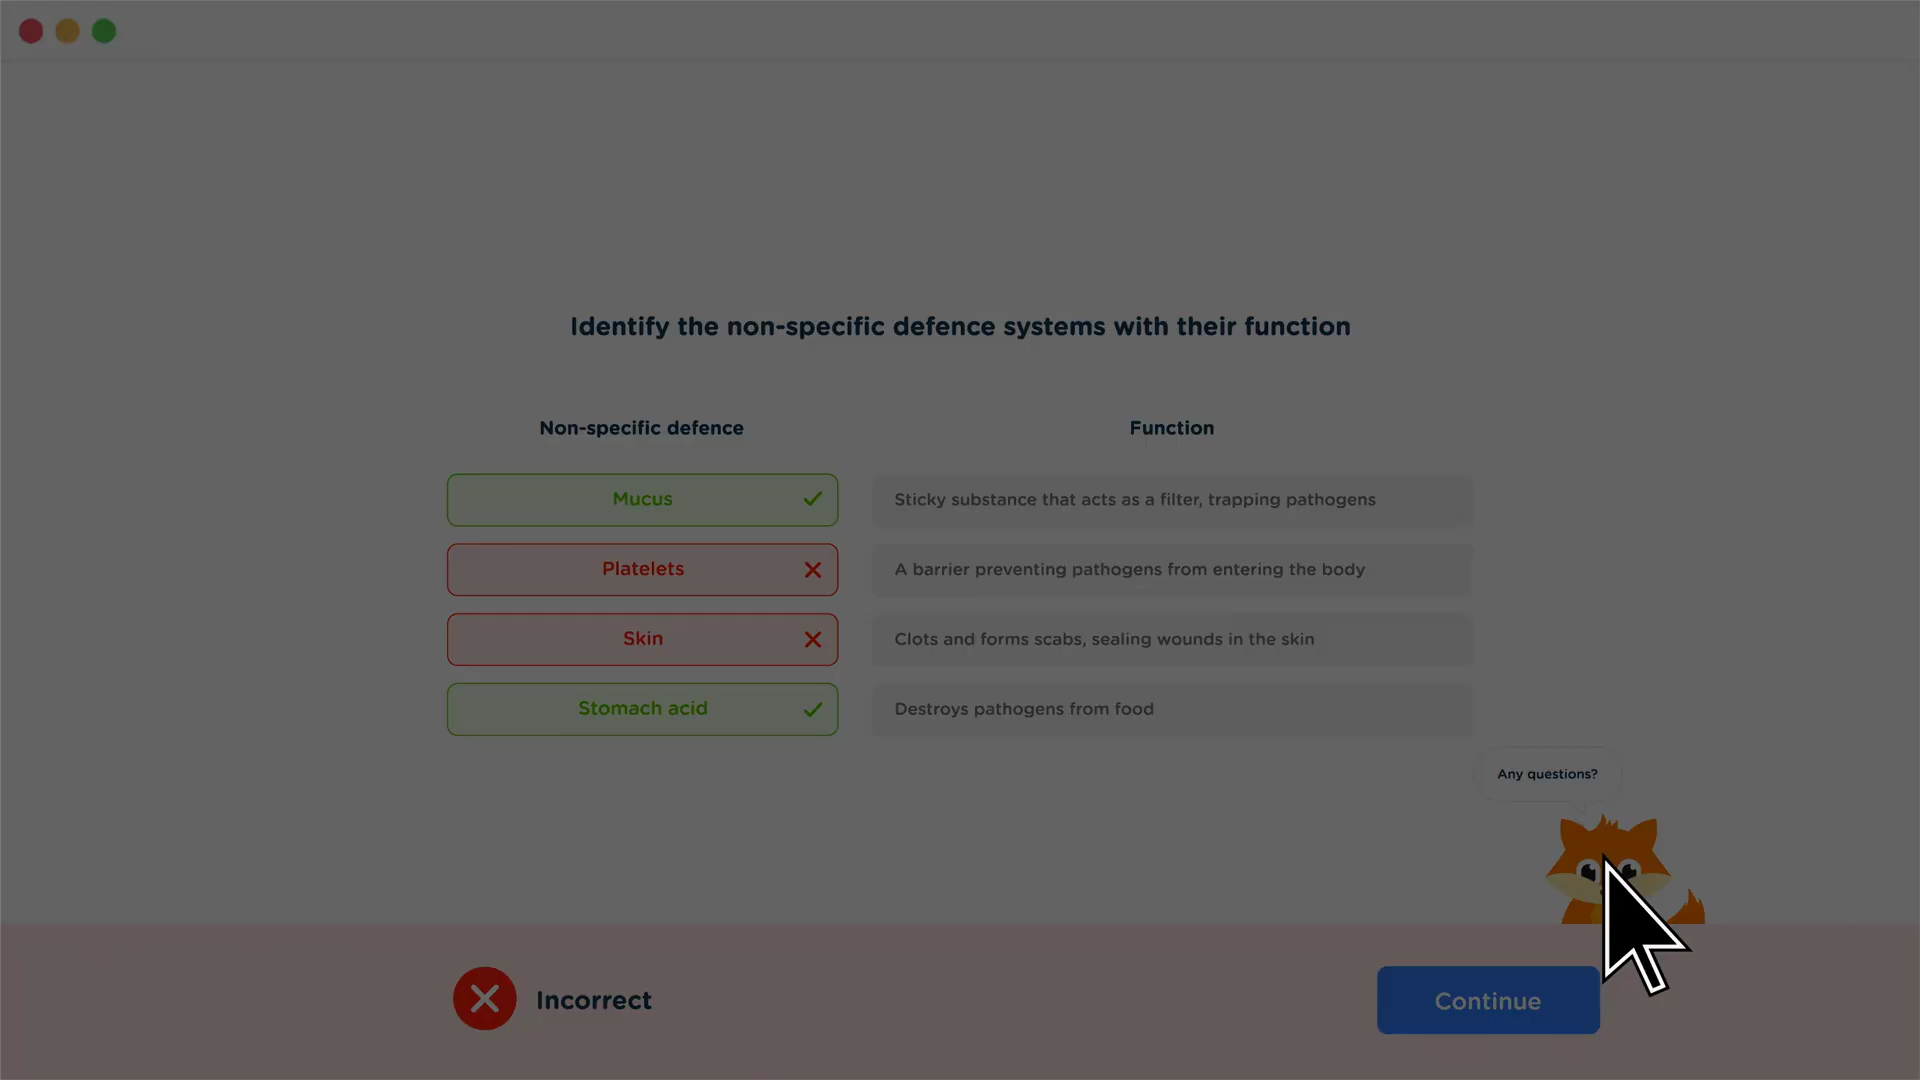 Identify the non-specific defence systems with their function
Non-specific defence
Function
Mucus
Sticky substance that acts as a filter, trapping pathogens
Platelets
A barrier preventing pathogens from entering the body
Skin
Clots and forms scabs, sealing wounds in the skin
Stomach acid
Destroys pathogens from food
Any questions?
Incorrect
Continue